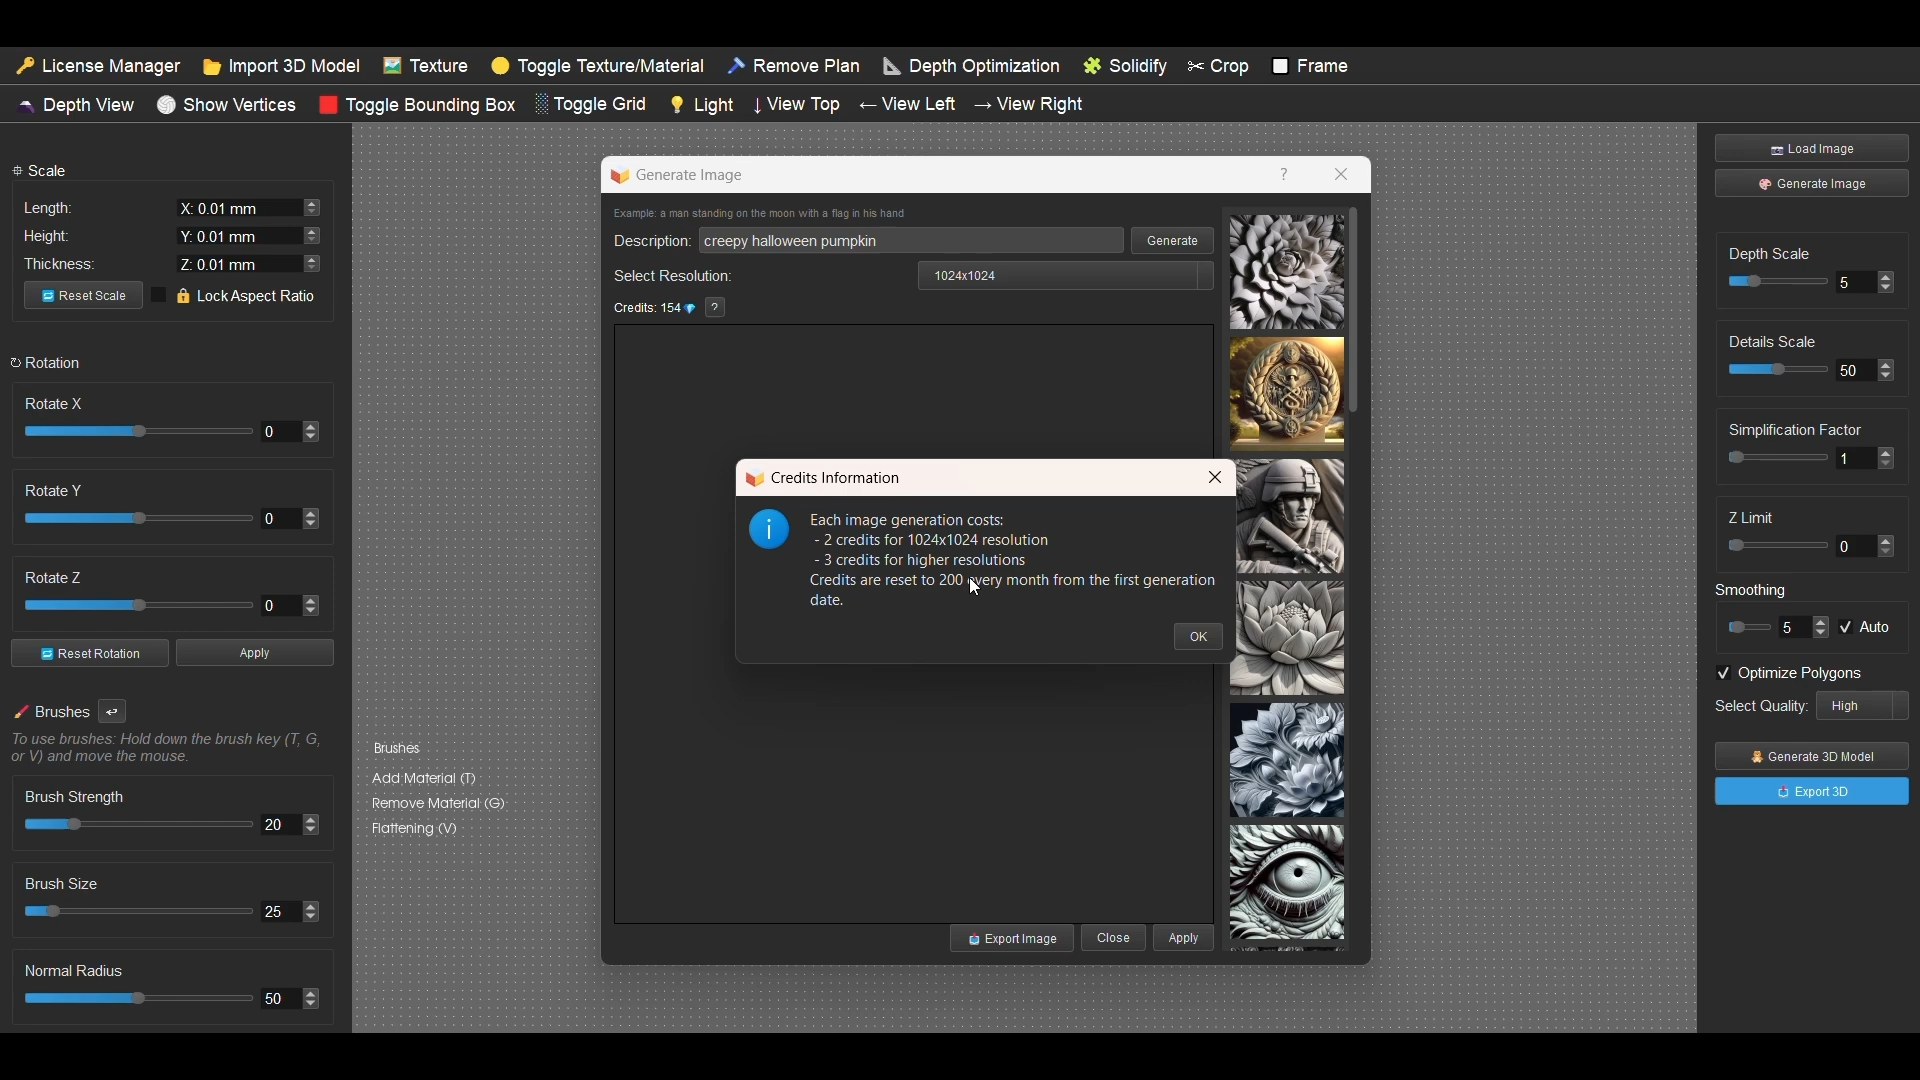 License Manager Import 3D Model Texture Toggle Texture/Material Remove Plan Depth Optimization Solidify Crop Frame
Depth View Show Vertices Toggle Bounding Box Toggle Grid Light ↓View Top ←View Left →View Right
Scale
Length: X: 0.01 mm
Height: Y: 0.01 mm
Thickness: Z: 0.01 mm
Reset Scale Lock Aspect Ratio
Rotation
Rotate X
0
Rotate Y
0
Rotate Z
0
Reset Rotation Apply
Brushes
To use brushes: Hold down the brush key (T, G,
or V) and move the mouse.
Brush Strength
20
Brush Size
25
Normal Radius
50
Brushes
Add Material (T)
Remove Material (G)
Flattening (V)
Generate Image ?
Example: a man standing on the moon with a flag in his hand
Description: creepy halloween pumpkin Generate
Select Resolution: 1024x1024
Credits: 154 ?
Credits Information
i
Each image generation costs:
- 2 credits for 1024x1024 resolution
- 3 credits for higher resolutions
Credits are reset to 200 every month from the first generation
date.
OK
Export Image Close Apply
Load Image
Generate Image
Depth Scale
5
Details Scale
50
Simplification Factor
1
Z Limit
0
Smoothing
5 Auto
Optimize Polygons
Select Quality: High
Generate 3D Model
Export 3D